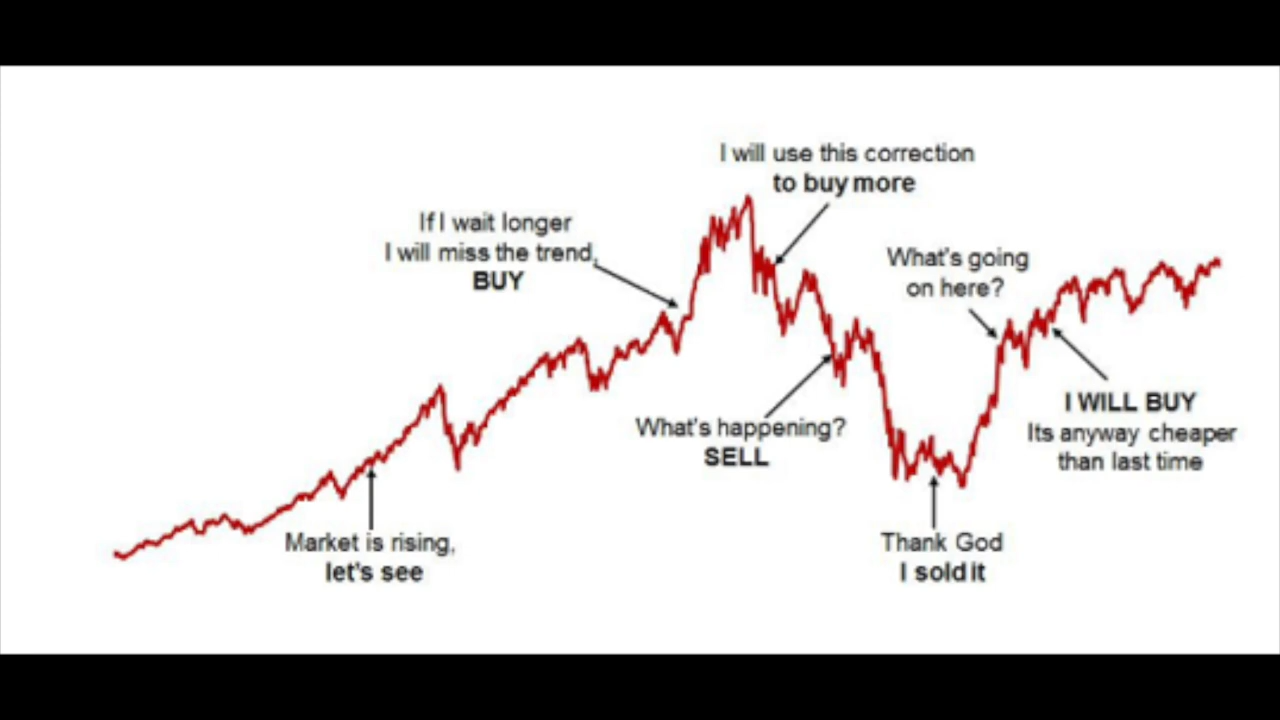 I will use this correction
to buy more
If I wait longer
I will miss the trend,
BUY
What's going
on here?
I WILL BUY
Its anyway cheaper
than last time
What's happening?
SELL
Market is rising,
let's see
Thank God
I sold it